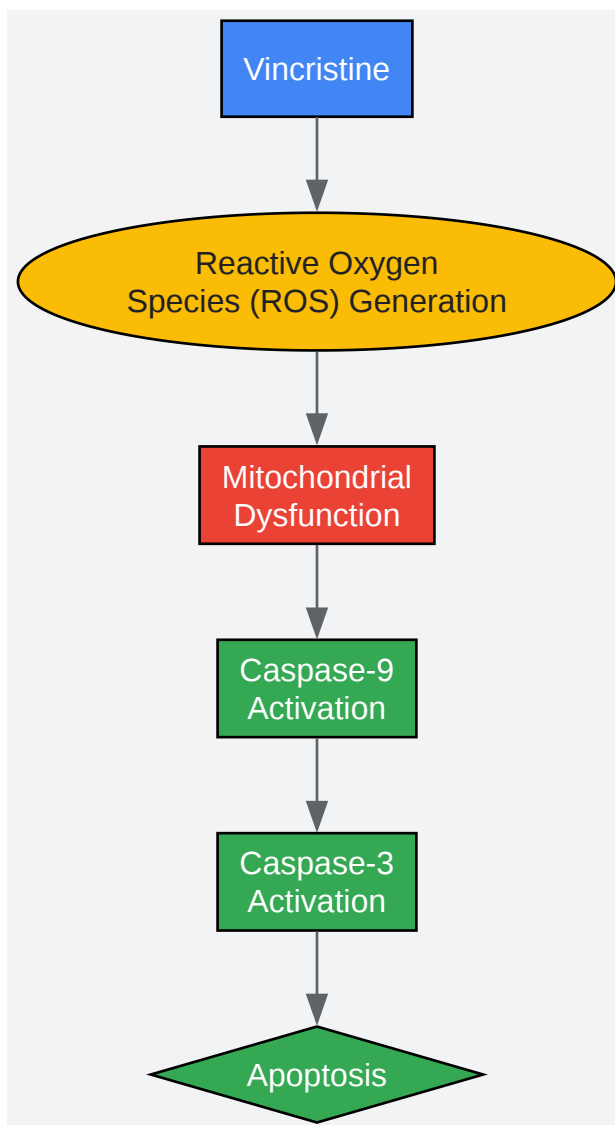 Vincristine
Reactive Oxygen
Species (ROS) Generation
Mitochondrial
Dysfunction
Caspase-9
Activation
Caspase-3
Activation
Apoptosis